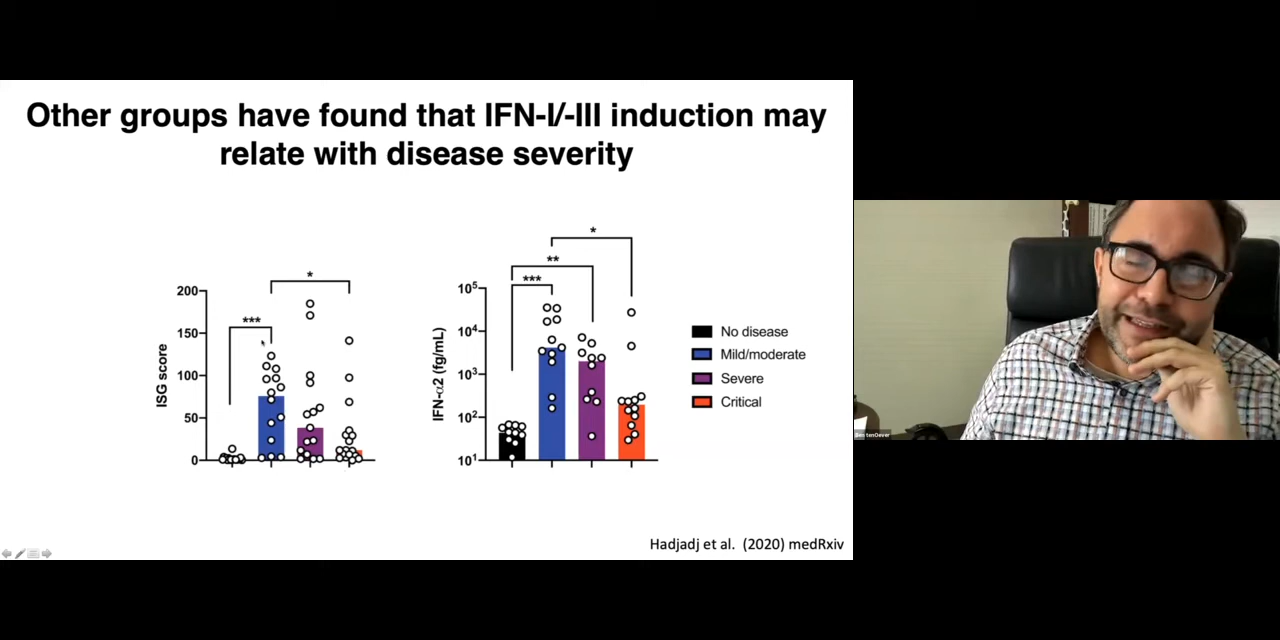 Other groups have found that IFN-I/-III induction may
relate with disease severity
*
***
200
150
100
50
0
ISG score
*
**
***
10⁵
10⁴
10³
10²
10¹
IFN-α2 (fg/mL)
No disease
Mild/moderate
Severe
Critical
Hadjadj et al. (2020) medRxiv
Ben tenOever